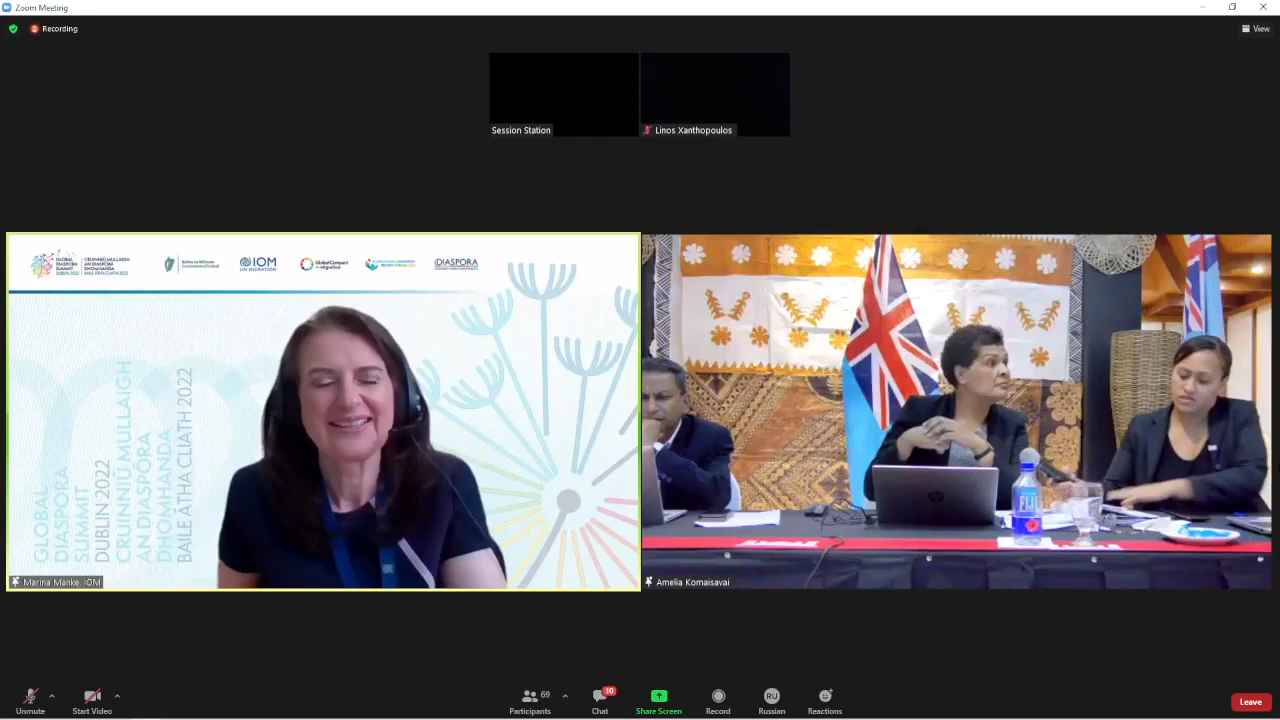 Zoom Meeting
Recording
View
Session Station
Linos Xanthopoulos
GLOBAL
DIASPORA
SUMMIT
DUBLIN 2022
CRUINNIÚ MULLAIGH
AN DIASPÓRA
DHOMHANDA
BAILE ÁTHA CLIATH 2022
IOM
UN MIGRATION
Global Compact
for Migration
iDIASPORA
GLOBAL
DIASPORA
SUMMIT
DUBLIN 2022
CRUINNIÚ MULLAIGH
AN DIASPÓRA
DHOMHANDA
BAILE ÁTHA CLIATH 2022
FIJI
Marina Manke, IOM
Amelia Komaisavai
Unmute
Start Video
69
Participants
10
Chat
Share Screen
Record
RU
Russian
Reactions
Leave